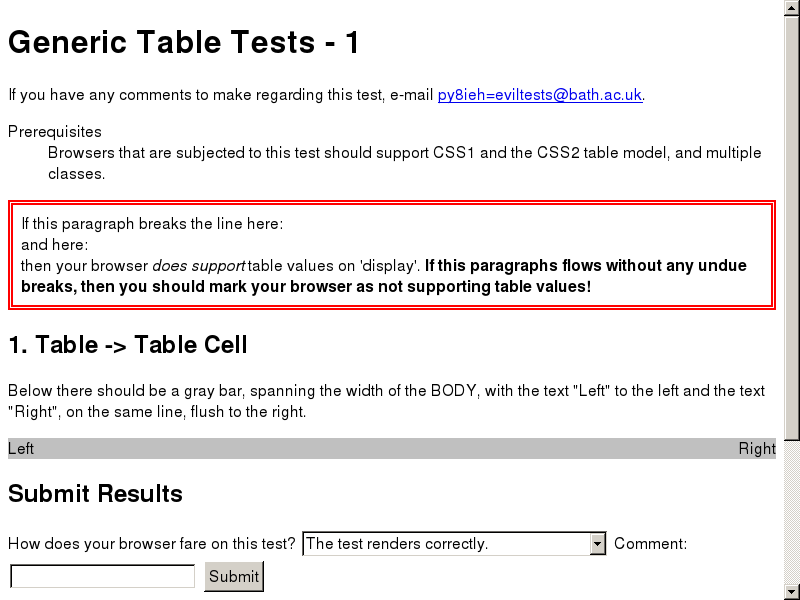 Generic Table Tests - 1
If you have any comments to make regarding this test, e-mail py8ieh=eviltests@bath.ac.uk.
Prerequisites
Browsers that are subjected to this test should support CSS1 and the CSS2 table model, and multiple
classes.
If this paragraph breaks the line here:
and here:
then your browser does support table values on 'display'. If this paragraphs flows without any undue
breaks, then you should mark your browser as not supporting table values!
1. Table -> Table Cell
Below there should be a gray bar, spanning the width of the BODY, with the text "Left" to the left and the text
"Right", on the same line, flush to the right.
Left Right
Submit Results
How does your browser fare on this test? The test renders correctly. Comment:
Submit